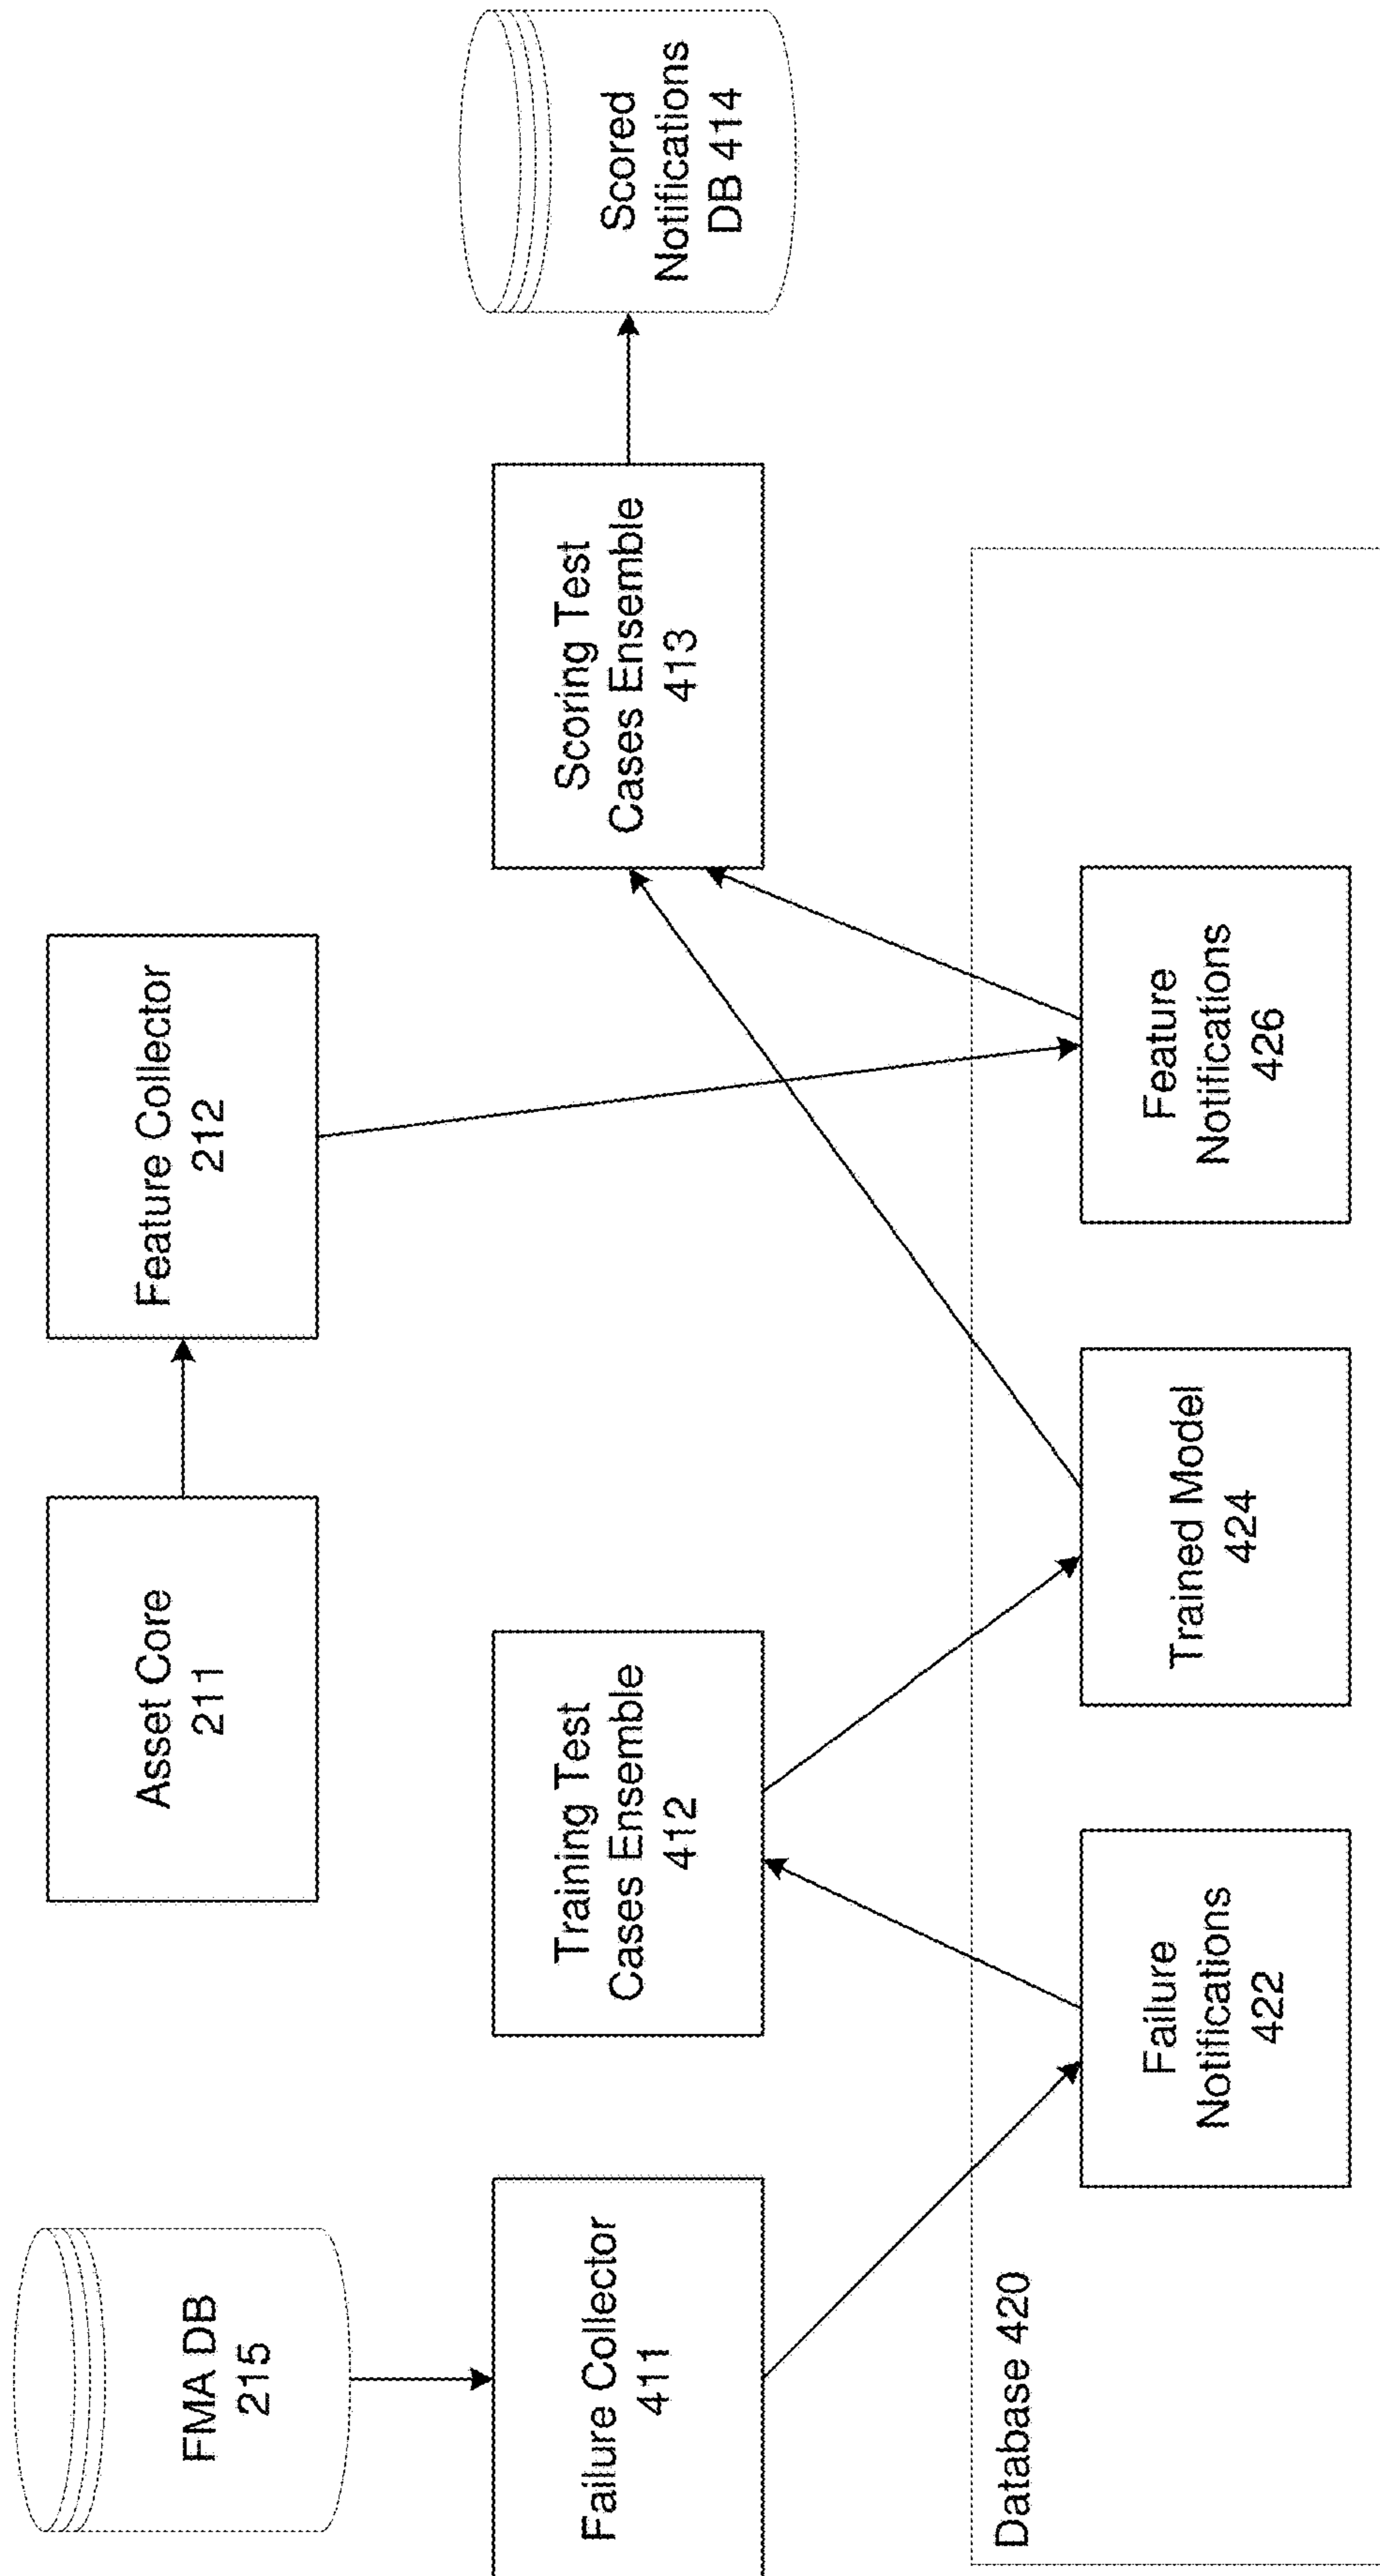 FMA DB
215
Asset Core
211
Feature Collector
212
Failure Collector
411
Training Test
Cases Ensemble
412
Scoring Test
Cases Ensemble
413
Scored
Notifications
DB 414
Database 420
Failure
Notifications
422
Trained Model
424
Feature
Notifications
426